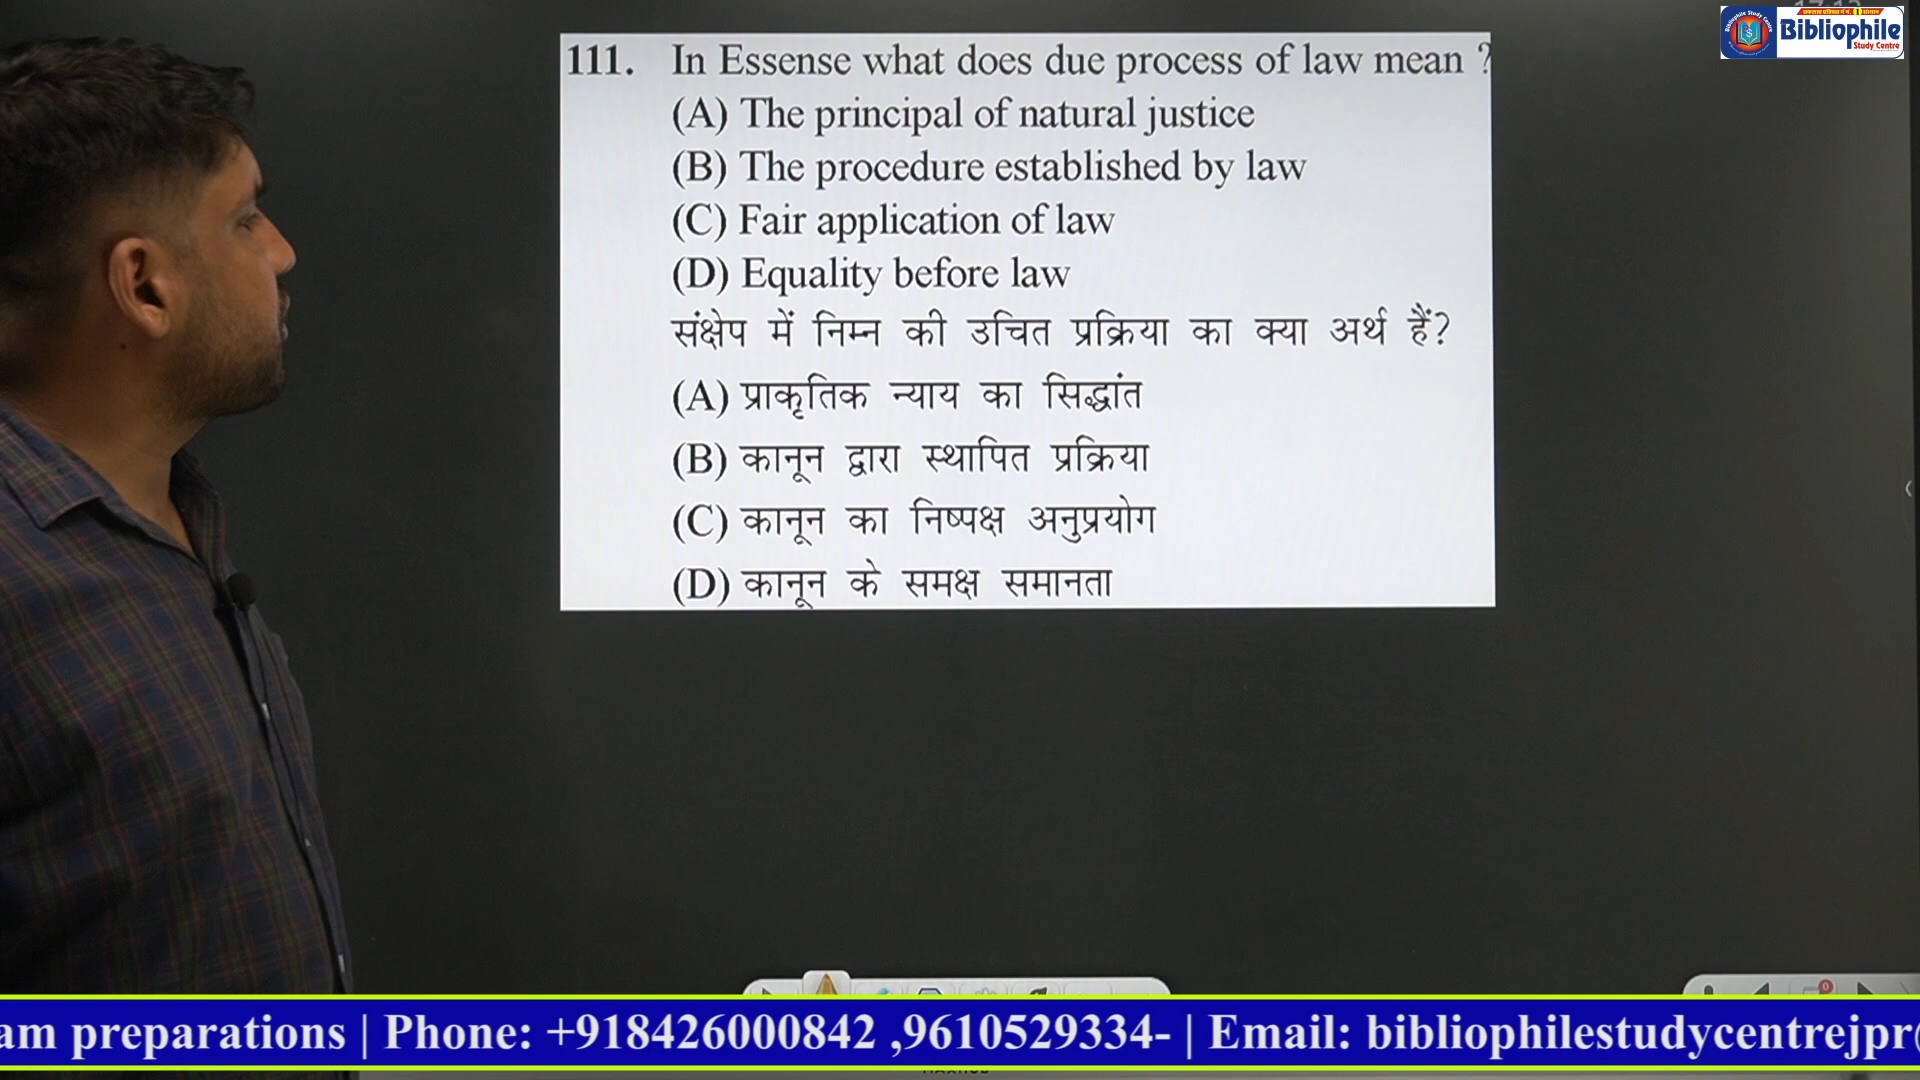 Bibliophile
Study Centre
111. In Essense what does due process of law mean ?
(A) The principal of natural justice
(B) The procedure established by law
(C) Fair application of law
(D) Equality before law
संक्षेप में निम्न की उचित प्रक्रिया का क्या अर्थ हैं?
(A) प्राकृतिक न्याय का सिद्धांत
(B) कानून द्वारा स्थापित प्रक्रिया
(C) कानून का निष्पक्ष अनुप्रयोग
(D) कानून के समक्ष समानता
am preparations | Phone: +918426000842 ,9610529334- | Email: bibliophilestudycentrejpr@